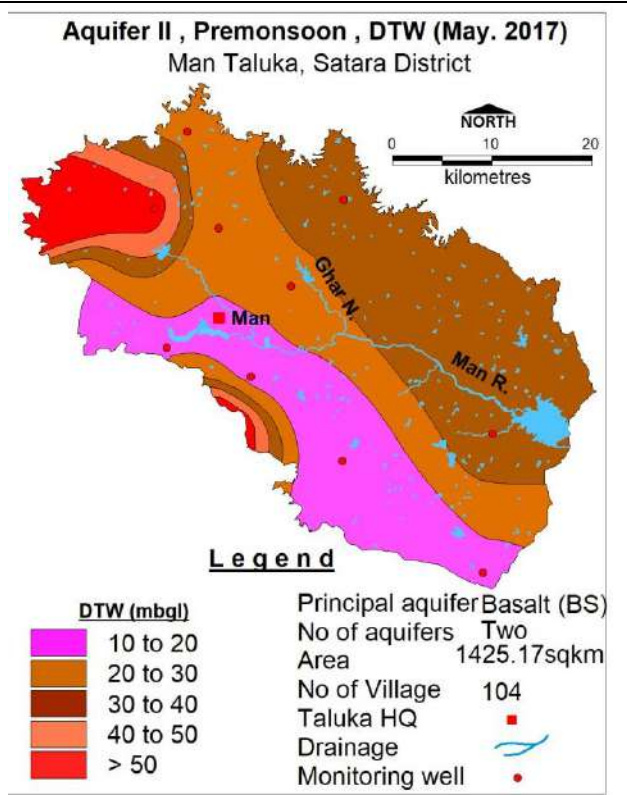 Aquifer II , Premonsoon , DTW (May. 2017)
Man Taluka, Satara District
NORTH
0 10 20
kilometres
Ghar N.
Man
Man R.
Legend
DTW (mbgl)
10 to 20
20 to 30
30 to 40
40 to 50
> 50
Principal aquifer Basalt (BS)
No of aquifers Two
Area 1425.17sqkm
No of Village 104
Taluka HQ
Drainage
Monitoring well